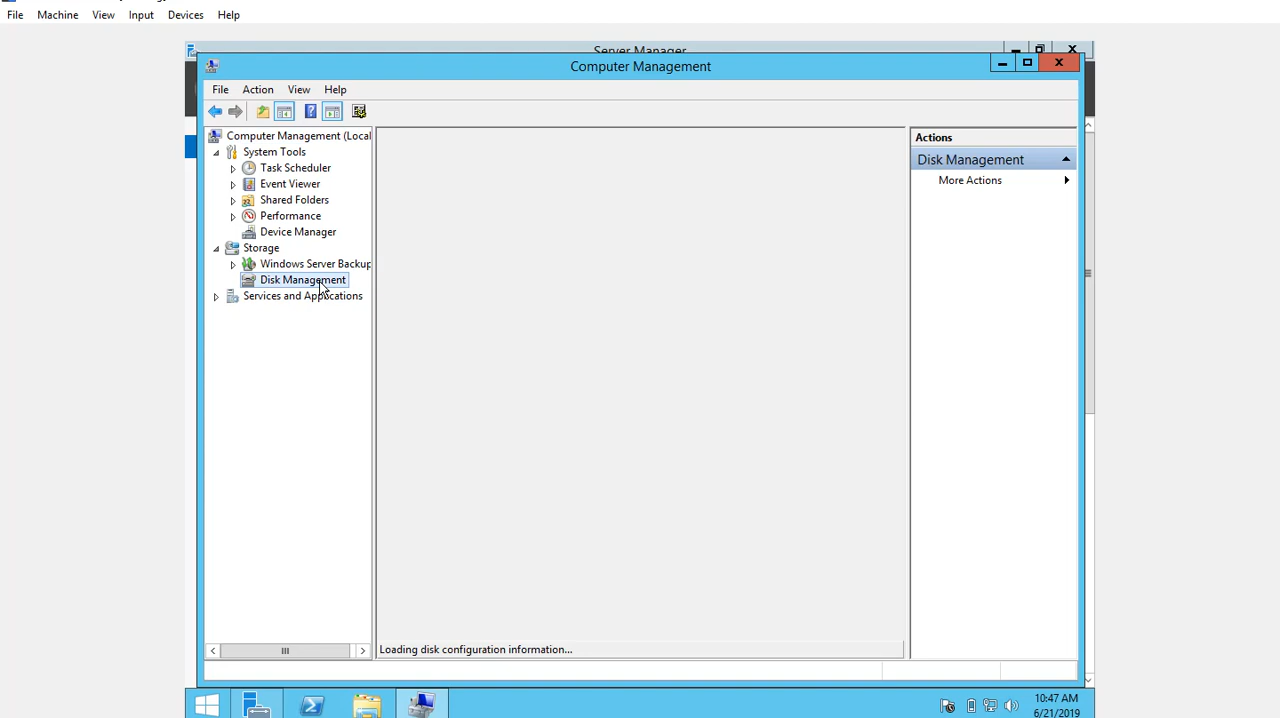 File Machine View Input Devices Help
Server Manager
Computer Management
File Action View Help
Computer Management (Local
System Tools
Task Scheduler
Event Viewer
Shared Folders
Performance
Device Manager
Storage
Windows Server Backup
Disk Management
Services and Applications
Actions
Disk Management
More Actions
Loading disk configuration information...
10:47 AM
6/21/2019